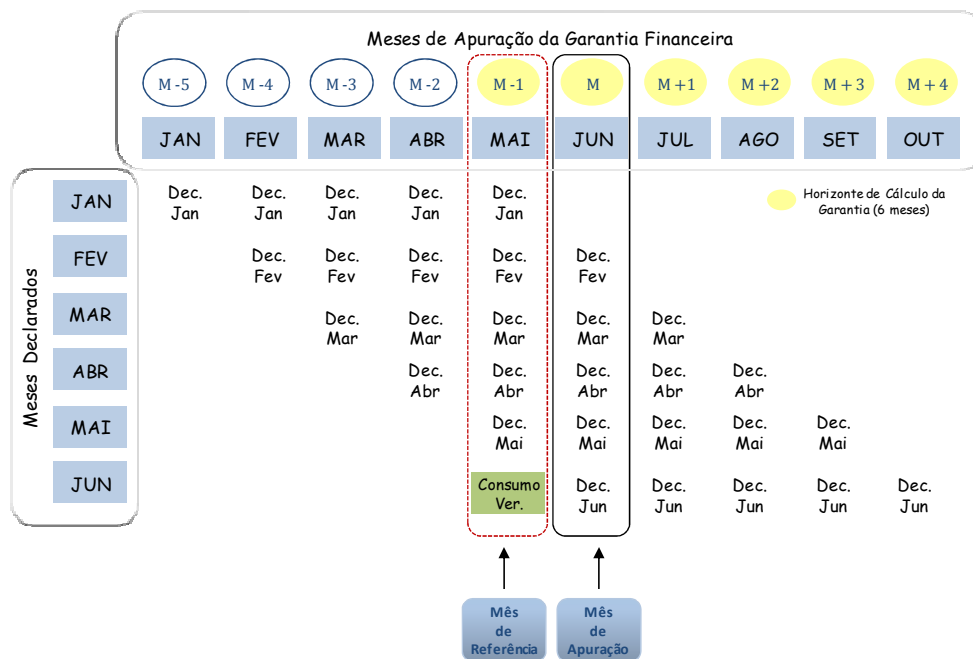 Meses de Apuração da Garantia Financeira
M-5 M-4 M-3 M-2 M-1 M M+1 M+2 M+3 M+4
JAN FEV MAR ABR MAI JUN JUL AGO SET OUT
Meses Declarados
JAN
Dec. Dec. Dec. Dec. Dec.
Jan Jan Jan Jan Jan
Horizonte de Cálculo da
Garantia (6 meses)
FEV
Dec. Dec. Dec. Dec. Dec.
Fev Fev Fev Fev Fev
MAR
Dec. Dec. Dec. Dec. Dec.
Mar Mar Mar Mar Mar
ABR
Dec. Dec. Dec. Dec. Dec.
Abr Abr Abr Abr Abr
MAI
Dec. Dec. Dec. Dec. Dec.
Mai Mai Mai Mai Mai
JUN
Consumo Dec. Dec. Dec. Dec. Dec.
Ver. Jun Jun Jun Jun Jun
Mês
de
Referência
Mês
de
Apuração